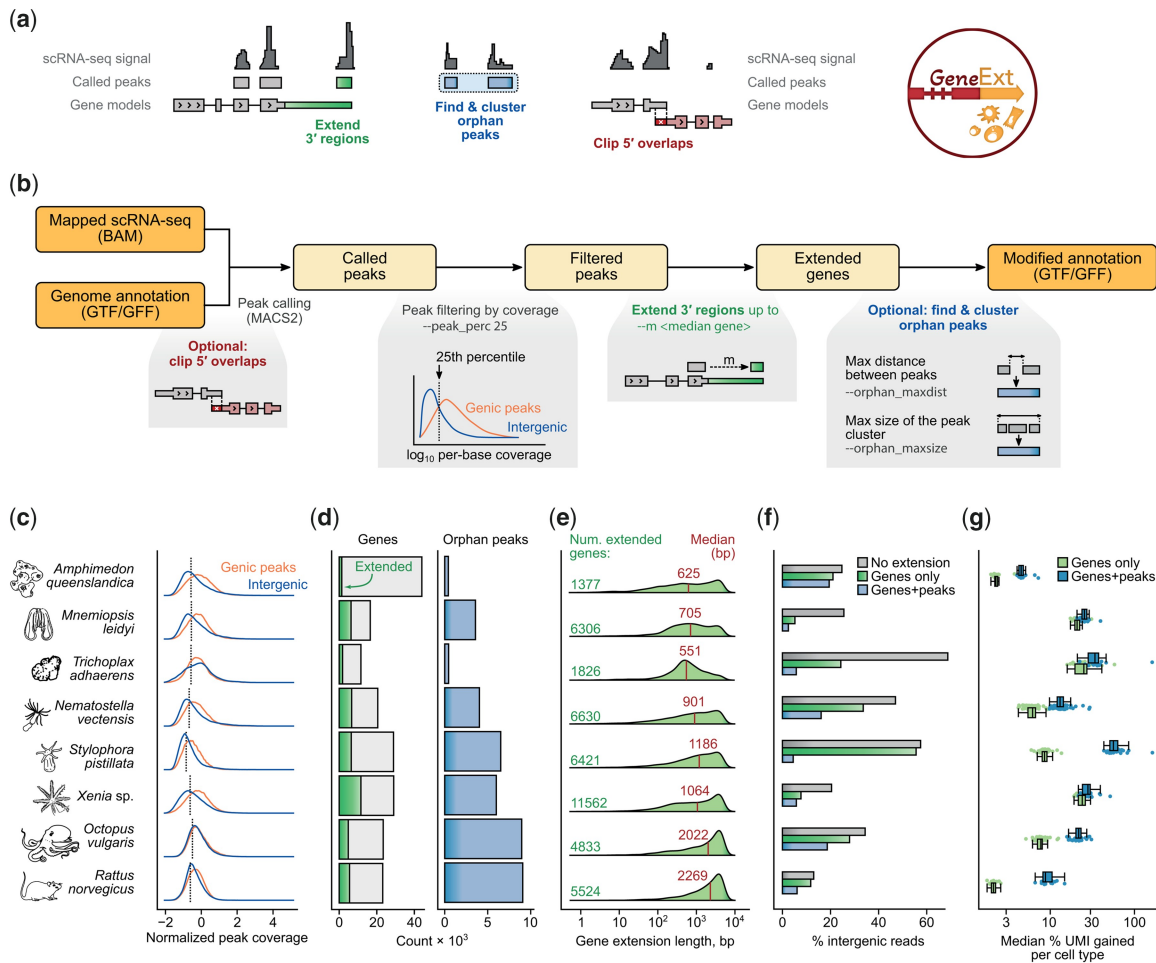 (a)
scRNA-seq signal
Called peaks
Gene models
Extend
3′ regions
Find & cluster
orphan
peaks
Clip 5′ overlaps
scRNA-seq signal
Called peaks
Gene models
GeneExt
(b)
Mapped scRNA-seq
(BAM)
Genome annotation
(GTF/GFF)
Peak calling
(MACS2)
Called
peaks
Filtered
peaks
Extended
genes
Modified annotation
(GTF/GFF)
Optional:
clip 5′ overlaps
Peak filtering by coverage
--peak_perc 25
25th percentile
Genic peaks
Intergenic
log10 per-base coverage
Extend 3′ regions up to
--m <median gene>
m
Optional: find & cluster
orphan peaks
Max distance
between peaks
--orphan_maxdist
Max size of the peak
cluster
--orphan_maxsize
(c)
Amphimedon
queenslandica
Mnemiopsis
leidyi
Trichoplax
adhaerens
Nematostella
vectensis
Stylophora
pistillata
Xenia sp.
Octopus
vulgaris
Rattus
norvegicus
Genic peaks
Intergenic
−2 0 2 4
Normalized peak coverage
(d)
Genes
Orphan peaks
Extended
0 10 20 30 40
0 5 10
Count × 10³
(e)
Num. extended
genes:
Median
(bp)
1377
625
6306
705
1826
551
6630
901
6421
1186
11562
1064
4833
2022
5524
2269
1 10 10² 10³ 10⁴
Gene extension length, bp
(f)
No extension
Genes only
Genes+peaks
0 20 40 60
% intergenic reads
(g)
Genes only
Genes+peaks
3 10 30 100
Median % UMI gained
per cell type